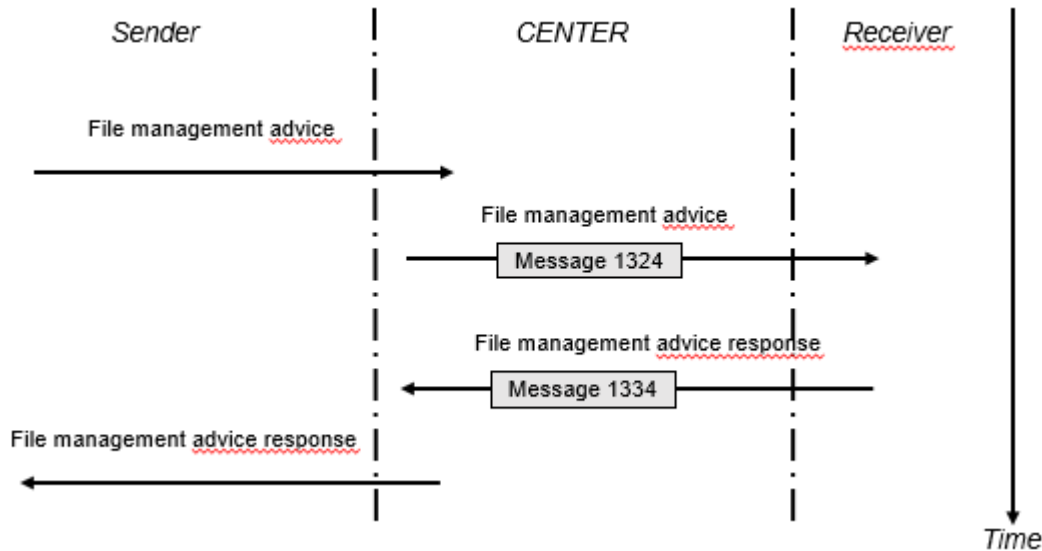 Sender
CENTER
Receiver
File management advice
File management advice
Message 1324
File management advice response
Message 1334
File management advice response
Time